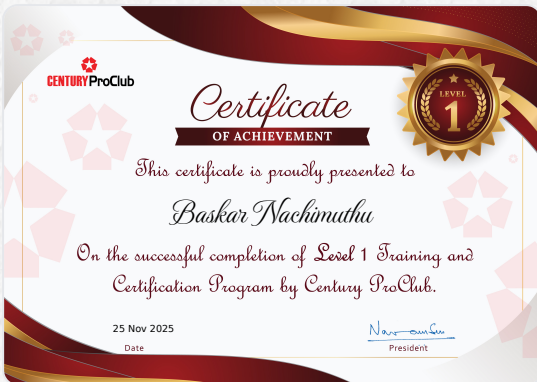 CENTURY ProClub
LEVEL
1
Certificate
OF ACHIEVEMENT
This certificate is proudly presented to
Baskar Nachimuthu
On the successful completion of Level 1 Training and
Certification Program by Century ProClub.
25 Nov 2025
Date
President